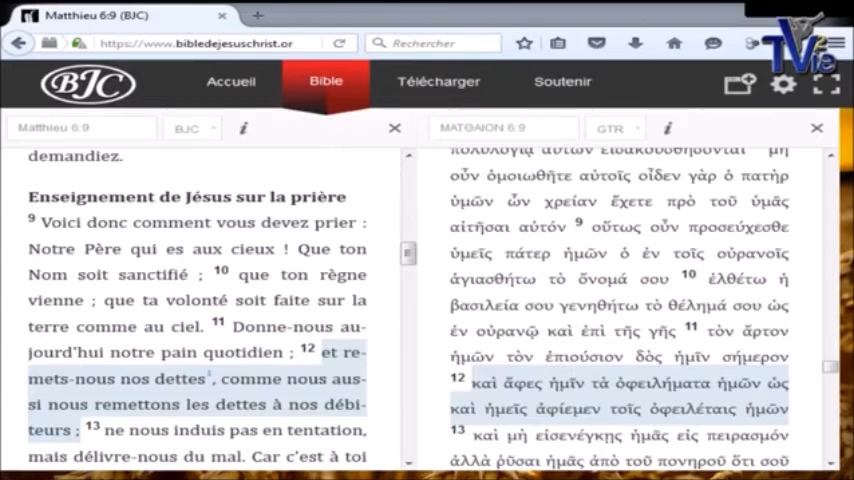 Matthieu 6:9 (BJC)
https://www.bibledejesuschrist.or
Rechercher
TV2Vie
BJC
Accueil
Bible
Télécharger
Soutenir
Matthieu 6:9
BJC
i
ΜΑΤΘΑΙΟΝ 6:9
GTR
i
demandiez.
Enseignement de Jésus sur la prière
9 Voici donc comment vous devez prier :
Notre Père qui es aux cieux ! Que ton
Nom soit sanctifié ; 10 que ton règne
vienne ; que ta volonté soit faite sur la
terre comme au ciel. 11 Donne-nous au-
jourd'hui notre pain quotidien ; 12 et re-
mets-nous nos dettes, comme nous aus-
si nous remettons les dettes à nos débi-
teurs ; 13 ne nous induis pas en tentation,
mais délivre-nous du mal. Car c'est à toi
πολυλογίᾳ αὐτῶν εἰσακουσθήσονται μὴ
οὖν ὁμοιωθῆτε αὐτοῖς οἶδεν γὰρ ὁ πατὴρ
ὑμῶν ὧν χρείαν ἔχετε πρὸ τοῦ ὑμᾶς
αἰτῆσαι αὐτόν 9 οὕτως οὖν προσεύχεσθε
ὑμεῖς πάτερ ἡμῶν ὁ ἐν τοῖς οὐρανοῖς
ἁγιασθήτω τὸ ὄνομά σου 10 ἐλθέτω ἡ
βασιλεία σου γενηθήτω τὸ θέλημά σου ὡς
ἐν οὐρανῷ καὶ ἐπὶ τῆς γῆς 11 τὸν ἄρτον
ἡμῶν τὸν ἐπιούσιον δὸς ἡμῖν σήμερον
12 καὶ ἄφες ἡμῖν τὰ ὀφειλήματα ἡμῶν ὡς
καὶ ἡμεῖς ἀφίεμεν τοῖς ὀφειλέταις ἡμῶν
13 καὶ μὴ εἰσενέγκῃς ἡμᾶς εἰς πειρασμόν
ἀλλὰ ῥῦσαι ἡμᾶς ἀπὸ τοῦ πονηροῦ ὅτι σοῦ